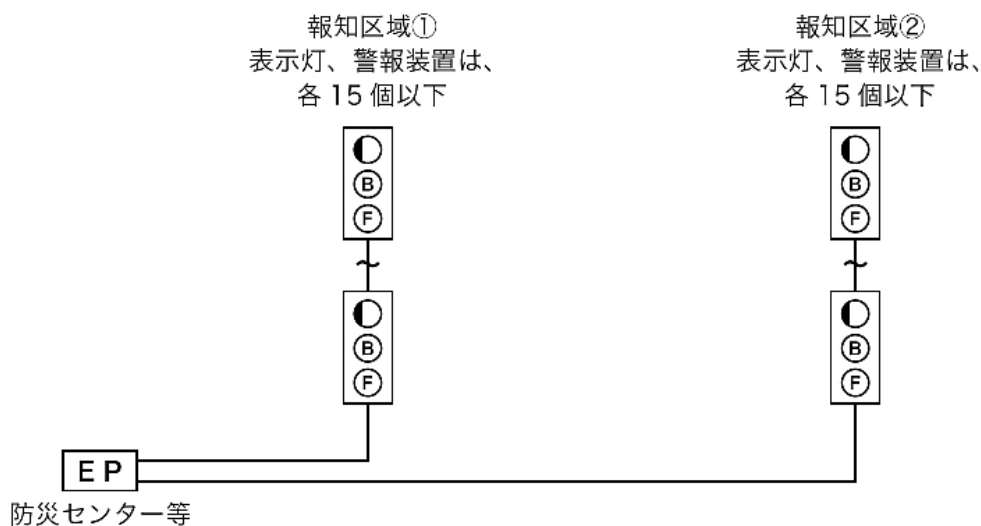 報知区域①
表示灯、警報装置は、
各 15 個以下
報知区域②
表示灯、警報装置は、
各 15 個以下
B
F
B
F
B
F
B
F
E P
防災センター等